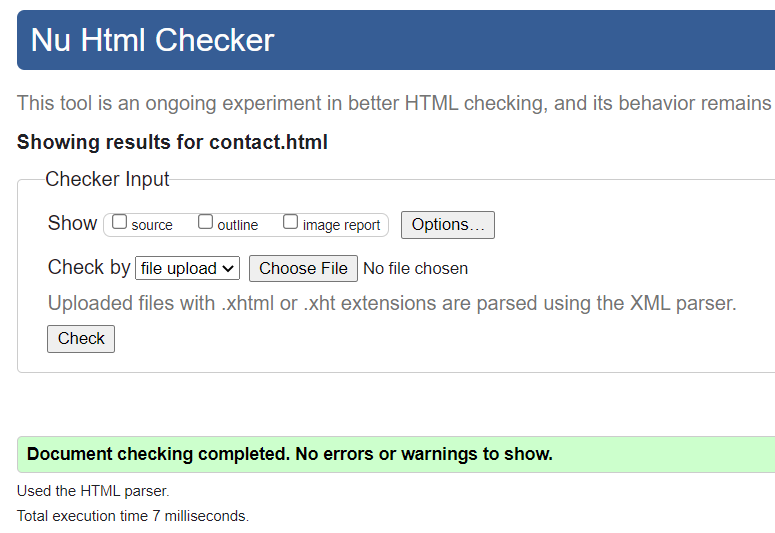 Nu Html Checker
This tool is an ongoing experiment in better HTML checking, and its behavior remains
Showing results for contact.html
Checker Input
Show source outline image report Options...
Check by file upload Choose File No file chosen
Uploaded files with .xhtml or .xht extensions are parsed using the XML parser.
Check
Document checking completed. No errors or warnings to show.
Used the HTML parser.
Total execution time 7 milliseconds.